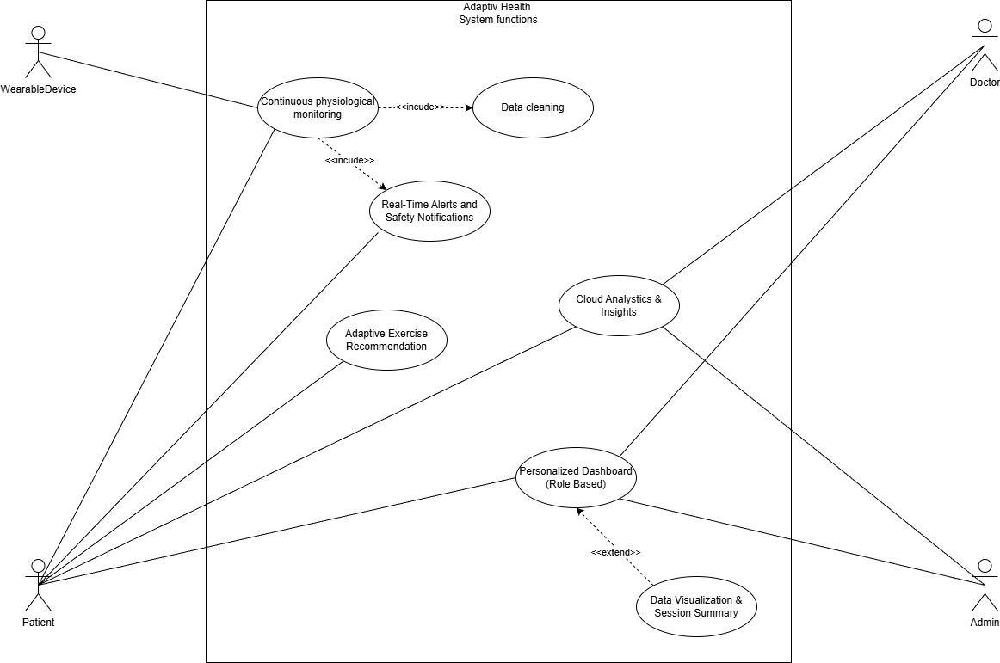 Adaptiv Health
System functions
WearableDevice
Doctor
Continuous physiological
monitoring
<<incude>>
Data cleaning
<<incude>>
Real-Time Alerts and
Safety Notifications
Cloud Analystics &
Insights
Adaptive Exercise
Recommendation
Personalized Dashboard
(Role Based)
<<extend>>
Data Visualization &
Session Summary
Patient
Admin